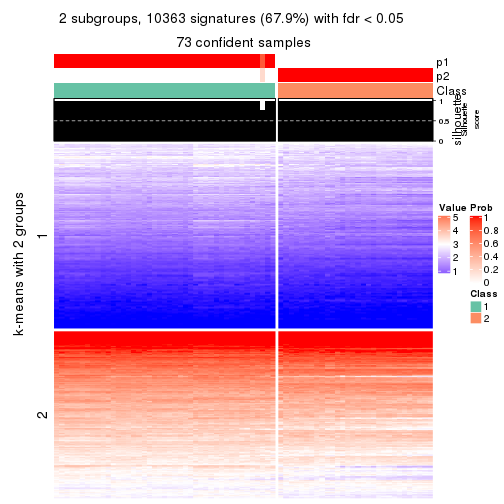 2 subgroups, 10363 signatures (67.9%) with fdr < 0.05
73 confident samples
p1
p2
Class
1
0.5
0
silhouette
Silhouette
score
k-means with 2 groups
1
2
Value
5
4
3
2
1
Prob
1
0.8
0.6
0.4
0.2
0
Class
1
2